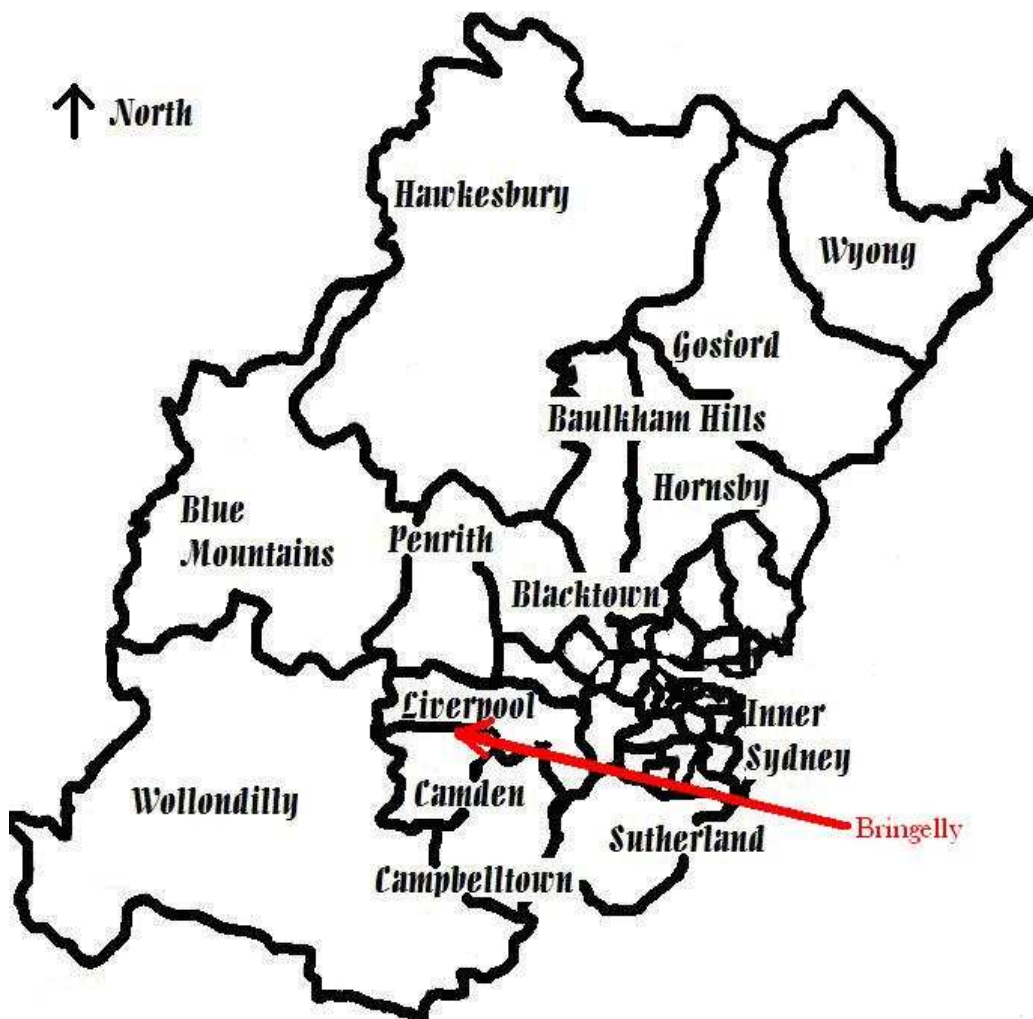 North
Hawkesbury
Wyong
Gosford
Baulkham Hills
Hornsby
Blue
Mountains
Penrith
Blacktown
Liverpool
Inner
Sydney
Wollondilly
Camden
Sutherland
Bringelly
Campbelltown